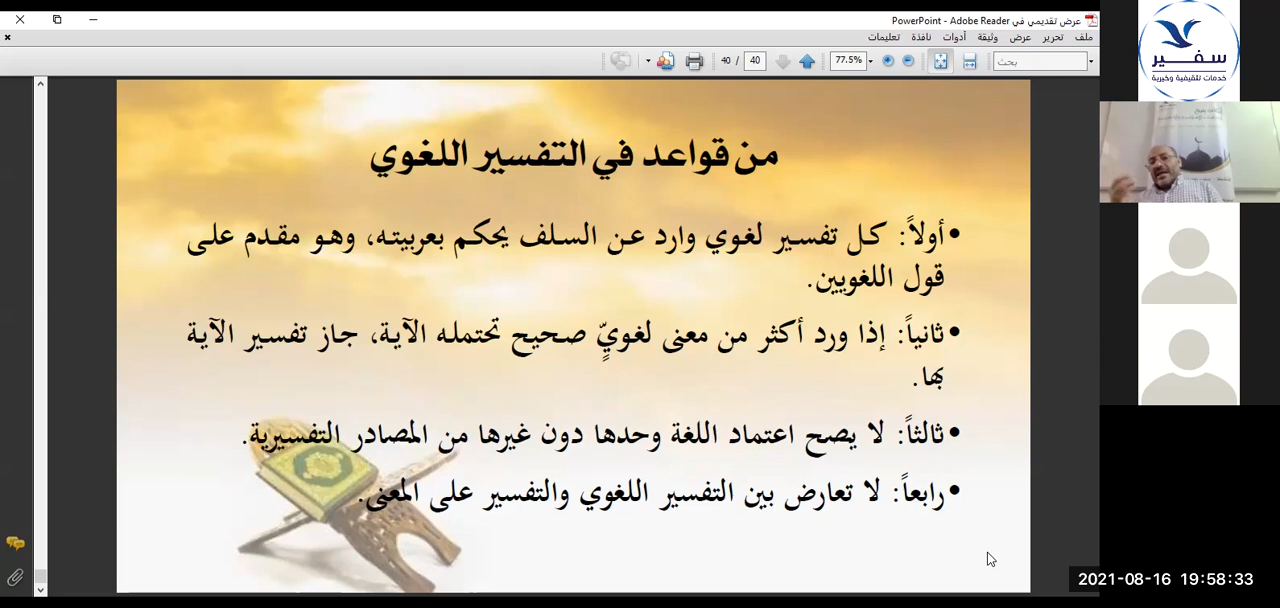 عرض تقديمي في PowerPoint - Adobe Reader
ملف تحرير عرض وثيقة أدوات نافذة تعليمات
40 / 40 77.5% بحث
من قواعد في التفسير اللغوي
• أولاً: كل تفسير لغوي وارد عن السلف يحكم بعربيته، وهو مقدم على
قول اللغويين.
• ثانياً: إذا ورد أكثر من معنى لغويٍّ صحيح تحتمله الآية، جاز تفسير الآية
بها.
• ثالثاً: لا يصح اعتماد اللغة وحدها دون غيرها من المصادر التفسيرية.
• رابعاً: لا تعارض بين التفسير اللغوي والتفسير على المعنى.
سفير
خدمات تثقيفية وخيرية
2021-08-16 19:58:33